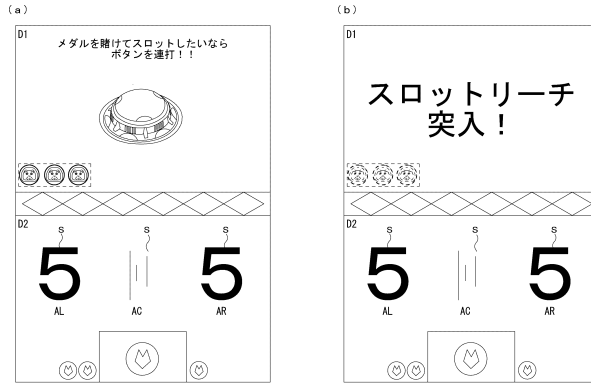 (a)
D1
メダルを賭けてスロットしたいなら
ボタンを連打！！
D2
S S S
5 5
AL AC AR
(b)
D1
スロットリーチ
突入！
D2
S S S
5 5
AL AC AR